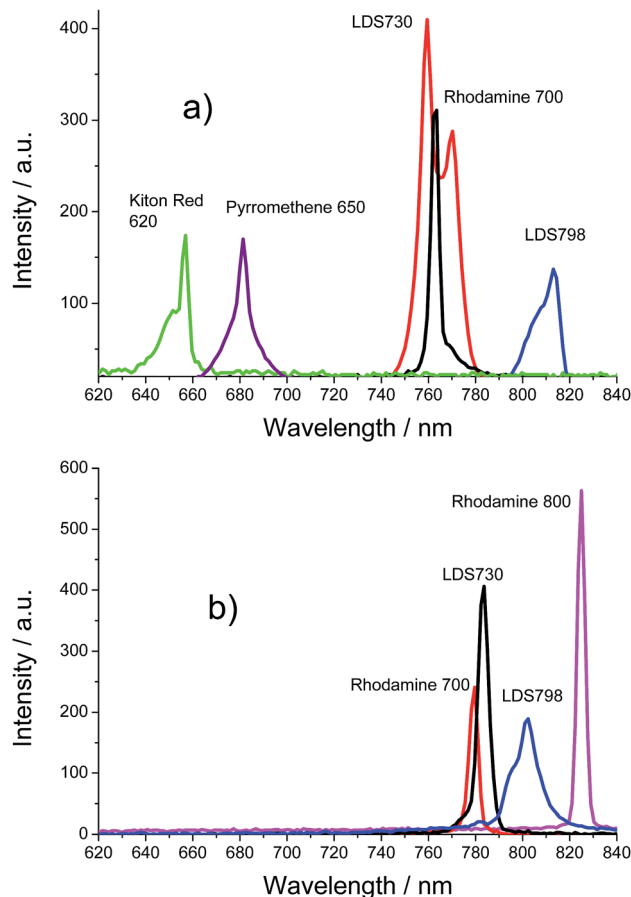 400
300
200
100
620 640 660 680 700 720 740 760 780 800 820 840
Intensity / a.u.
Wavelength / nm
a)
LDS730
Rhodamine 700
Kiton Red
620
Pyrromethene 650
LDS798
600
500
400
300
200
100
0
620 640 660 680 700 720 740 760 780 800 820 840
Intensity / a.u.
Wavelength / nm
b)
Rhodamine 800
LDS730
Rhodamine 700
LDS798